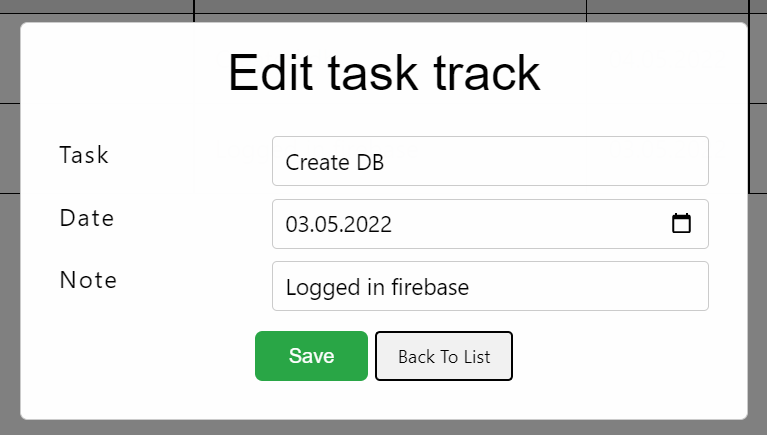 Edit task track
Task
Create DB
Date
03.05.2022
Note
Logged in firebase
Save
Back To List